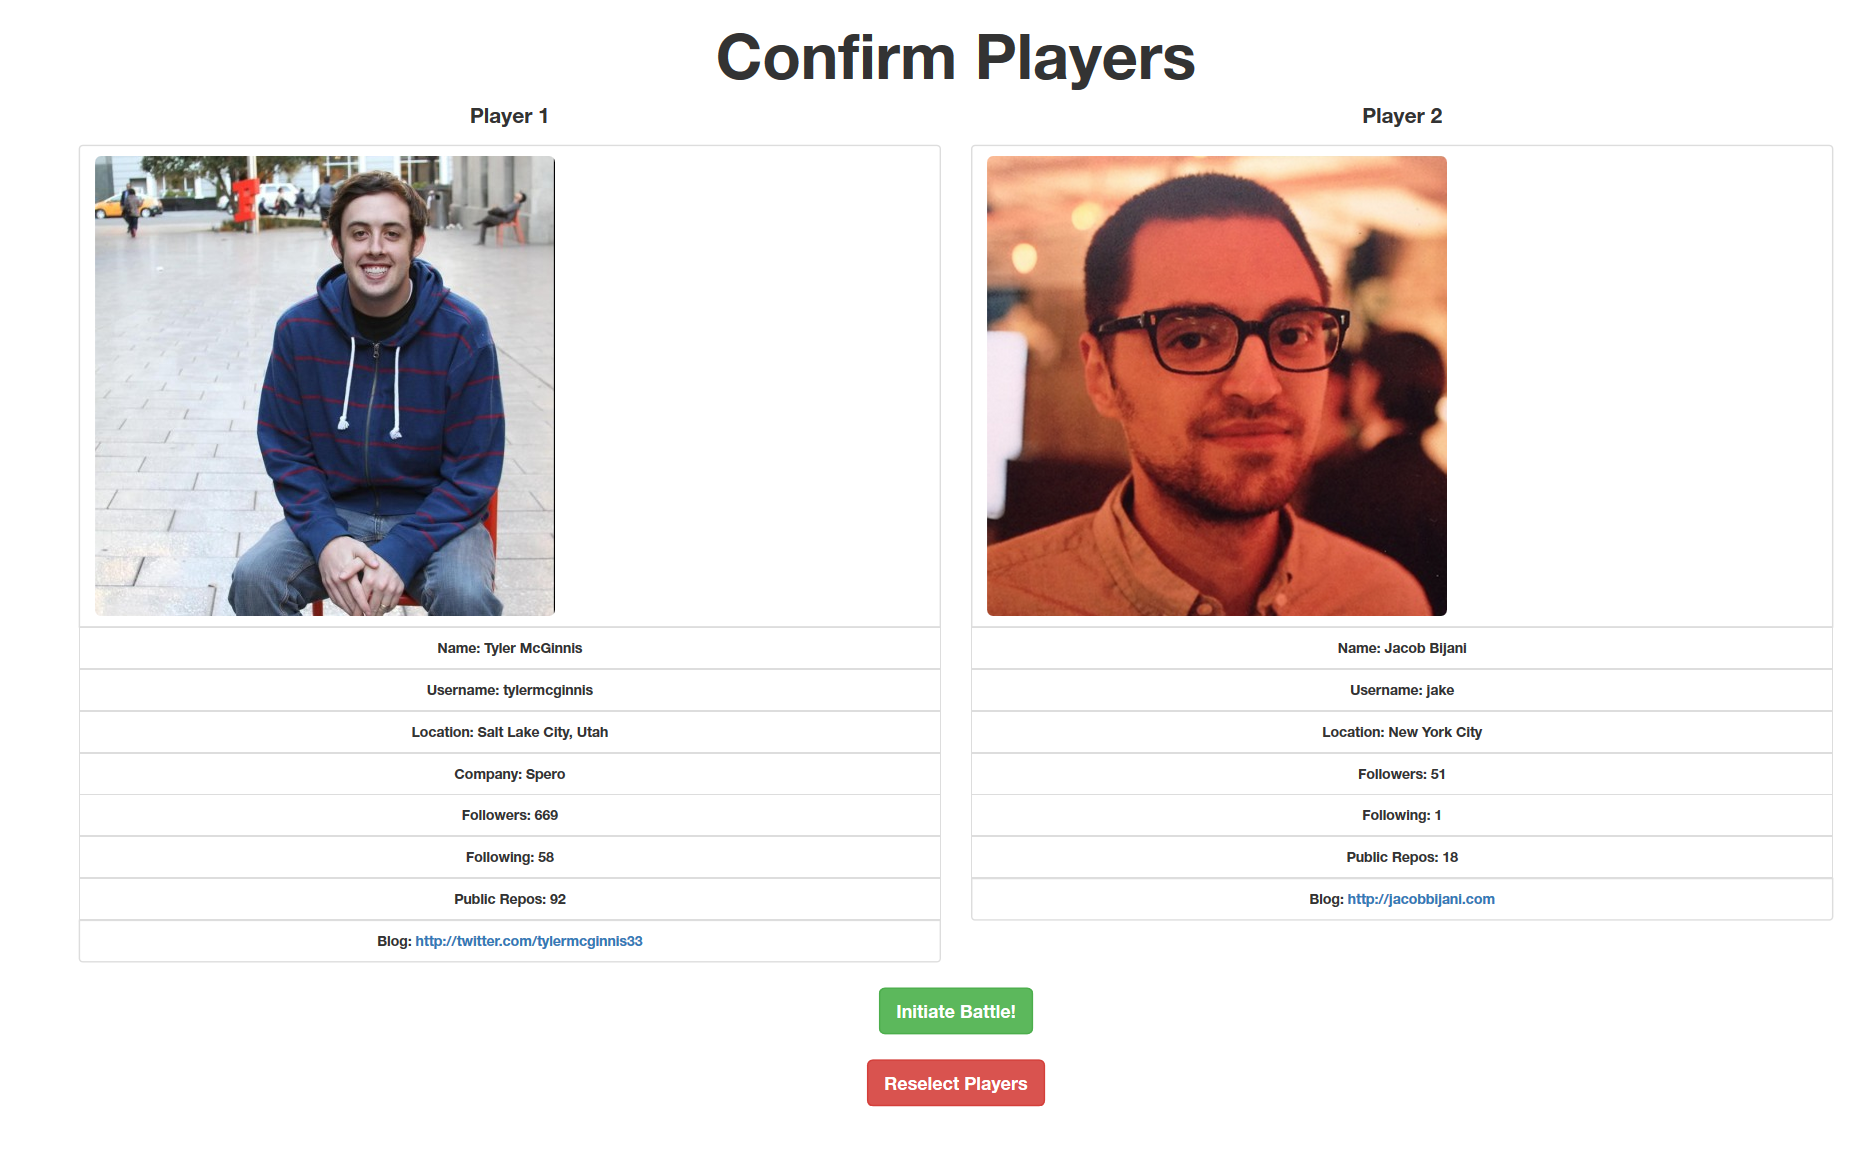 Confirm Players
Player 1
Name: Tyler McGinnis
Username: tylermcginnis
Location: Salt Lake City, Utah
Company: Spero
Followers: 669
Following: 58
Public Repos: 92
Blog: http://twitter.com/tylermcginnis33
Player 2
Name: Jacob Bijani
Username: jake
Location: New York City
Followers: 51
Following: 1
Public Repos: 18
Blog: http://jacobbijani.com
Initiate Battle!
Reselect Players